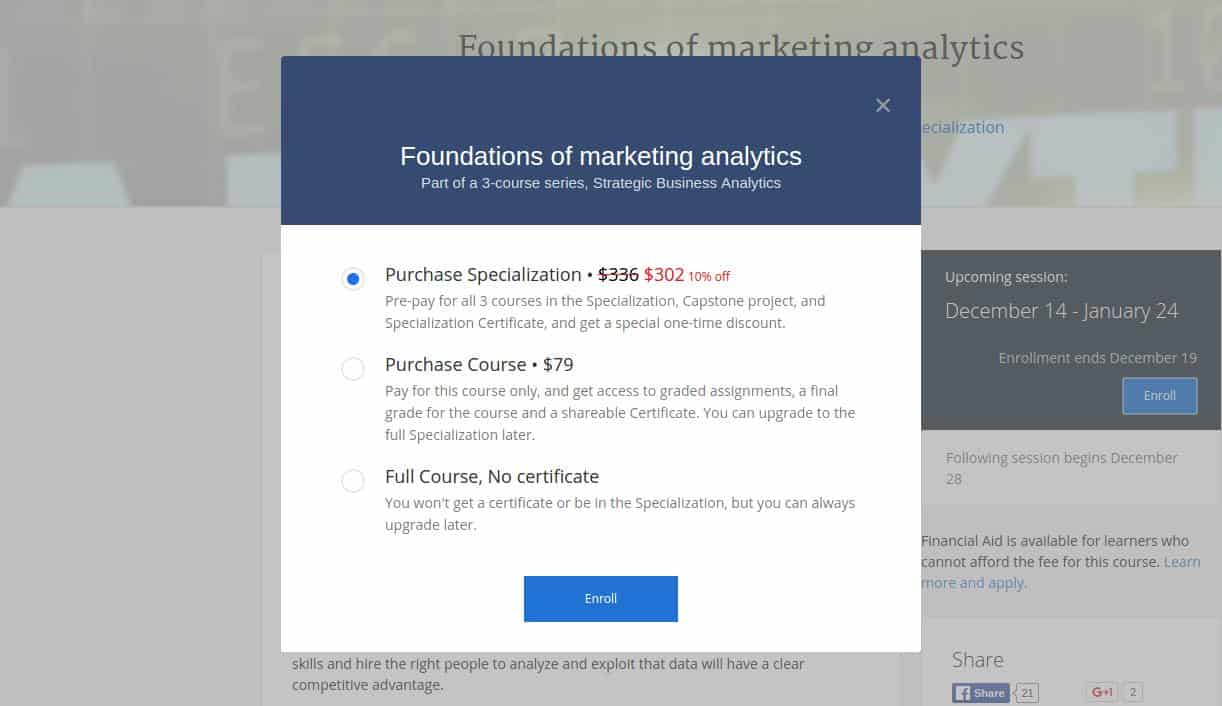 Foundations of marketing analytics
ecialization
Foundations of marketing analytics
Part of a 3-course series, Strategic Business Analytics
Purchase Specialization • $336 $302 10% off
Pre-pay for all 3 courses in the Specialization, Capstone project, and
Specialization Certificate, and get a special one-time discount.
Purchase Course • $79
Pay for this course only, and get access to graded assignments, a final
grade for the course and a shareable Certificate. You can upgrade to the
full Specialization later.
Full Course, No certificate
You won't get a certificate or be in the Specialization, but you can always
upgrade later.
Enroll
Upcoming session:
December 14 - January 24
Enrollment ends December 19
Enroll
Following session begins December
28
Financial Aid is available for learners who
cannot afford the fee for this course. Learn
more and apply.
skills and hire the right people to analyze and exploit that data will have a clear
competitive advantage.
Share
Share 21
G+1 2